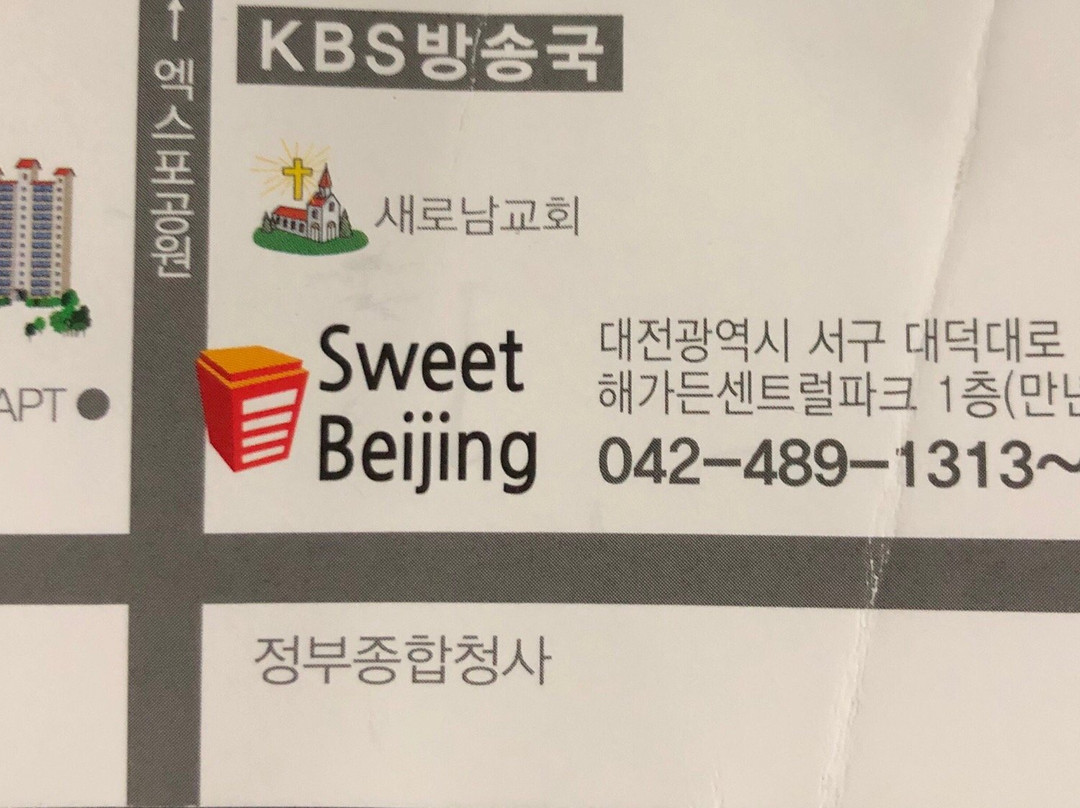 KBS방송국
← 엑스포공원
새로남교회
Sweet
Beijing
대전광역시 서구 대덕대로
해가든센트럴파크 1층(만
042-489-1313~
APT
정부종합청사